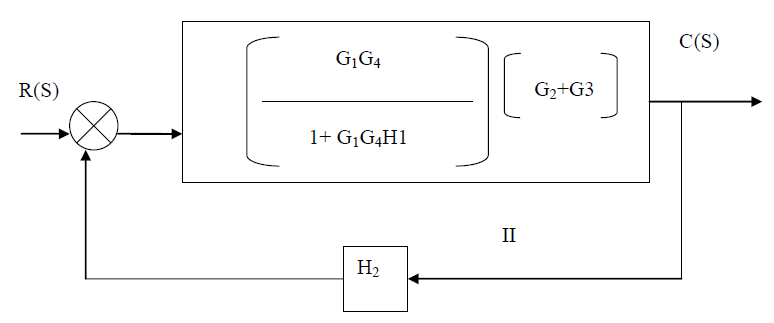 C(S)
R(S)
G₁G₄
G₂+G3
1+ G₁G₄H1
II
H₂